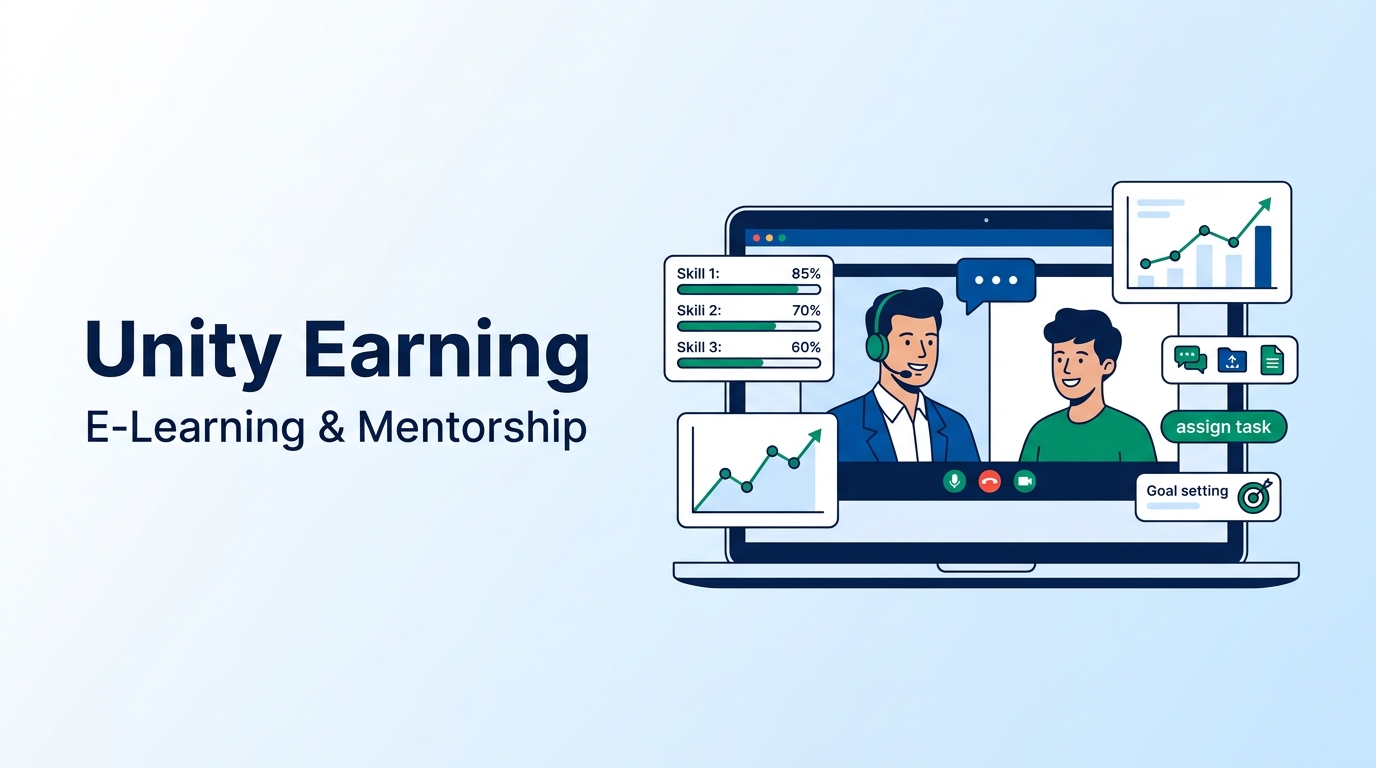 Unity Earning
E-Learning & Mentorship
Skill 1: 85%
Skill 2: 70%
Skill 3: 60%
assign task
Goal setting